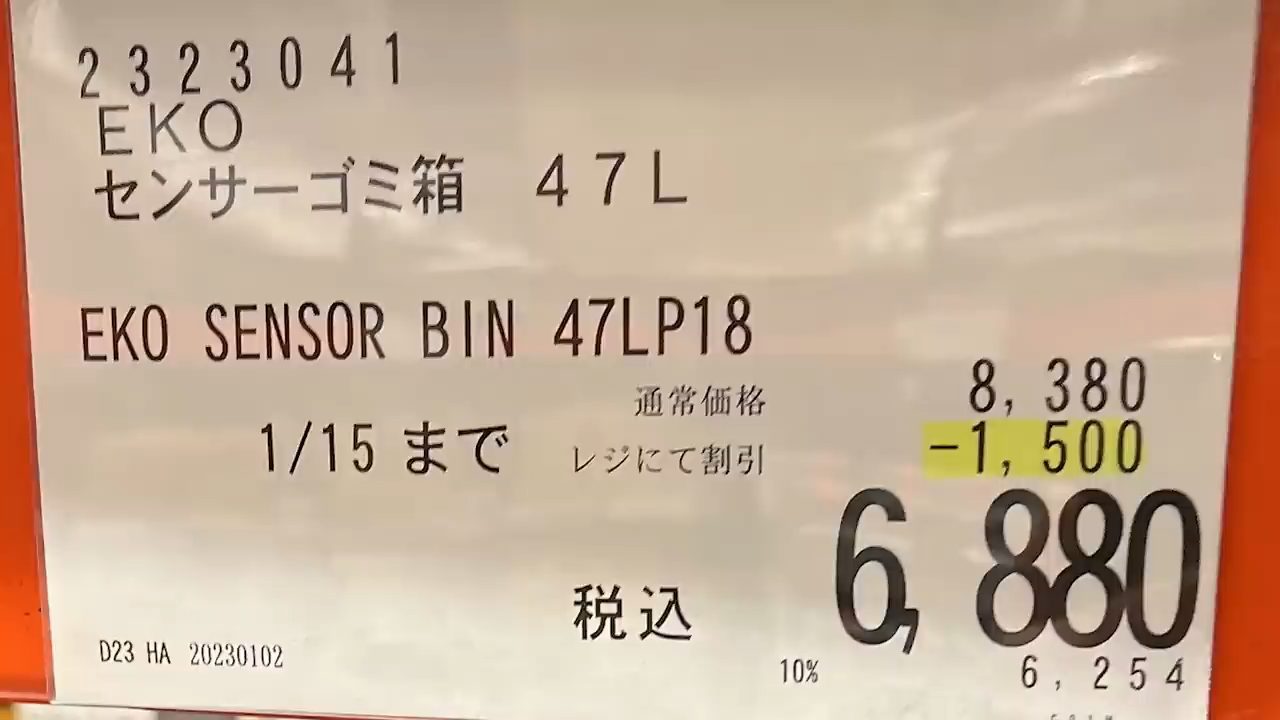 2323041
EKO
センサーゴミ箱 47L
EKO SENSOR BIN 47LP18
通常価格 8,380
1/15 まで レジにて割引 -1,500
税込 6,880
D23 HA 20230102 10% 6,254